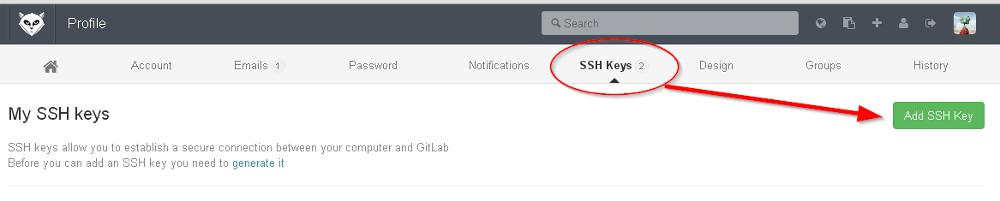 Profile
Search
Account
Emails 1
Password
Notifications
SSH Keys 2
Design
Groups
History
My SSH keys
Add SSH Key
SSH keys allow you to establish a secure connection between your computer and GitLab
Before you can add an SSH key you need to generate it